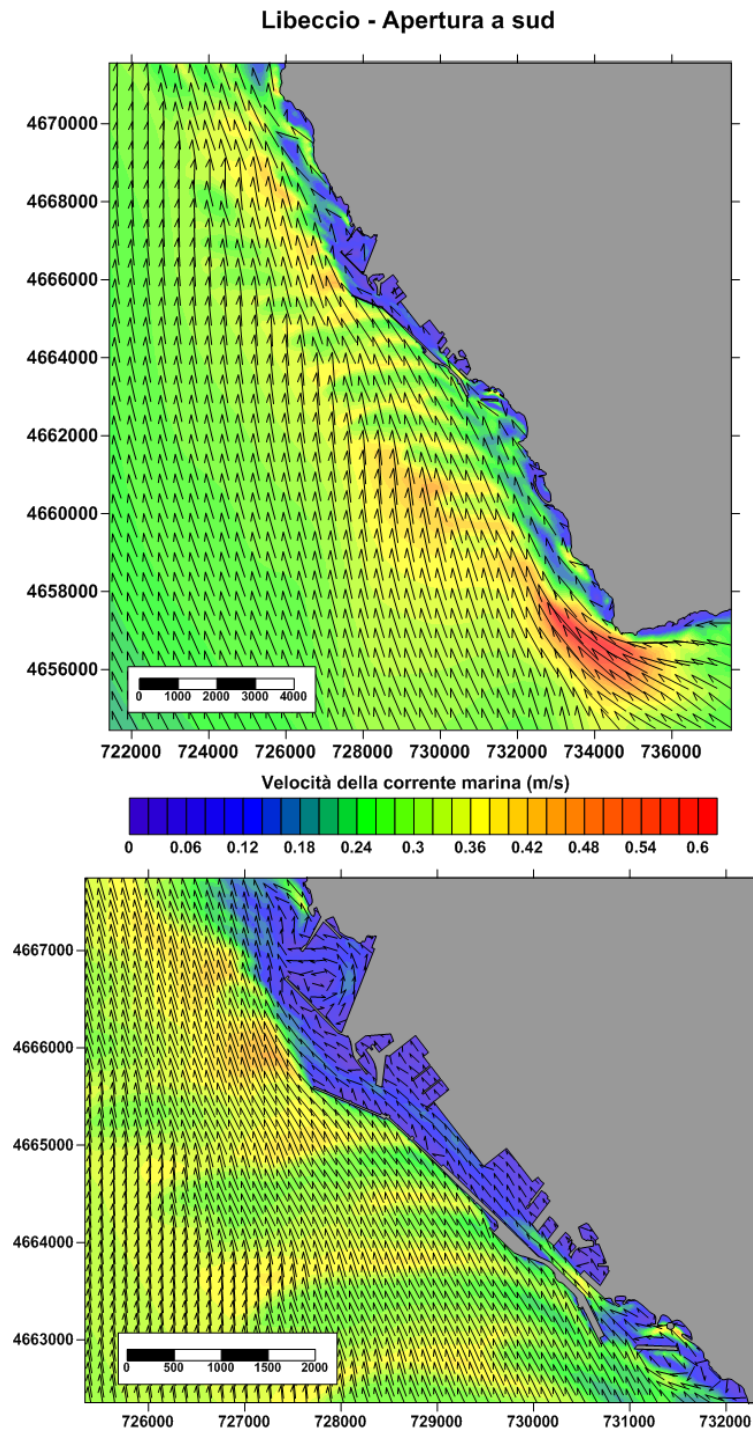 Libeccio - Apertura a sud
4670000
4668000
4666000
4664000
4662000
4660000
4658000
4656000
0 1000 2000 3000 4000
722000 724000 726000 728000 730000 732000 734000 736000
Velocità della corrente marina (m/s)
0 0.06 0.12 0.18 0.24 0.3 0.36 0.42 0.48 0.54 0.6
4667000
4666000
4665000
4664000
4663000
0 500 1000 1500 2000
726000 727000 728000 729000 730000 731000 732000